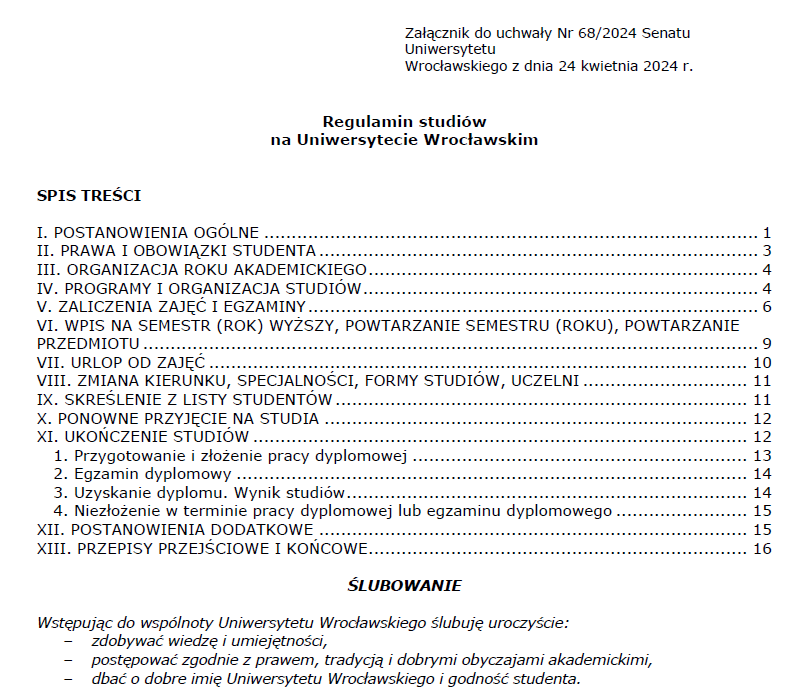 Załącznik do uchwały Nr 68/2024 Senatu
Uniwersytetu
Wrocławskiego z dnia 24 kwietnia 2024 r.
Regulamin studiów
na Uniwersytecie Wrocławskim
SPIS TREŚCI
I. POSTANOWIENIA OGÓLNE ........................ 1
II. PRAWA I OBOWIĄZKI STUDENTA ........................ 3
III. ORGANIZACJA ROKU AKADEMICKIEGO ........................ 4
IV. PROGRAMY I ORGANIZACJA STUDIÓW ........................ 4
V. ZALICZENIA ZAJĘĆ I EGZAMINY ........................ 6
VI. WPIS NA SEMESTR (ROK) WYŻSZY, POWTARZANIE SEMESTRU (ROKU), POWTARZANIE
PRZEDMIOTU ........................ 9
VII. URLOP OD ZAJĘĆ ........................ 10
VIII. ZMIANA KIERUNKU, SPECJALNOŚCI, FORMY STUDIÓW, UCZELNI ........................ 11
IX. SKREŚLENIE Z LISTY STUDENTÓW ........................ 11
X. PONOWNE PRZYJĘCIE NA STUDIA ........................ 12
XI. UKOŃCZENIE STUDIÓW ........................ 12
1. Przygotowanie i złożenie pracy dyplomowej ........................ 13
2. Egzamin dyplomowy ........................ 14
3. Uzyskanie dyplomu. Wynik studiów ........................ 14
4. Niezłożenie w terminie pracy dyplomowej lub egzaminu dyplomowego ........................ 15
XII. POSTANOWIENIA DODATKOWE ........................ 15
XIII. PRZEPISY PRZEJŚCIOWE I KOŃCOWE ........................ 16
ŚLUBOWANIE
Wstępując do wspólnoty Uniwersytetu Wrocławskiego ślubuję uroczyście:
– zdobywać wiedzę i umiejętności,
– postępować zgodnie z prawem, tradycją i dobrymi obyczajami akademickimi,
– dbać o dobre imię Uniwersytetu Wrocławskiego i godność studenta.